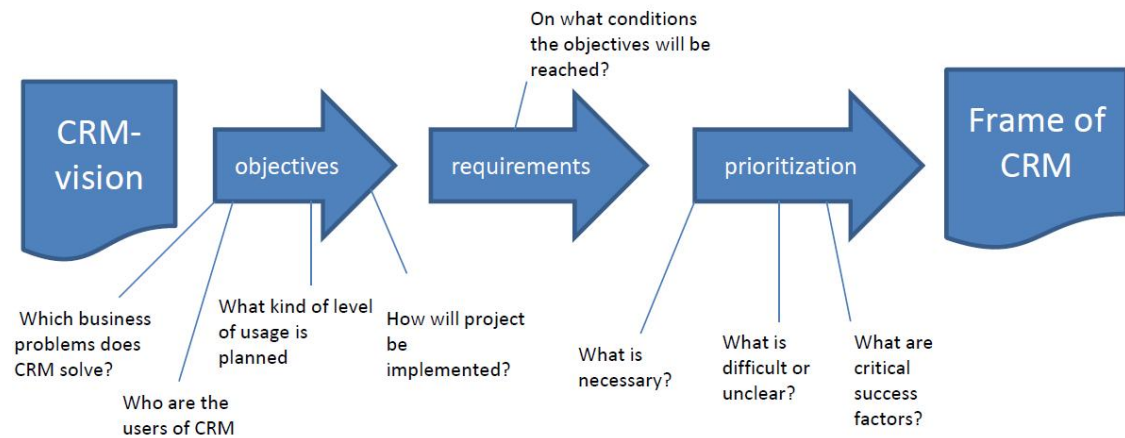 On what conditions
the objectives will be
reached?
CRM-
vision
objectives
requirements
prioritization
Frame of
CRM
Which business
problems does
CRM solve?
Who are the
users of CRM
What kind of level
of usage is
planned
How will project
be
implemented?
What is
necessary?
What is
difficult or
unclear?
What are
critical
success
factors?